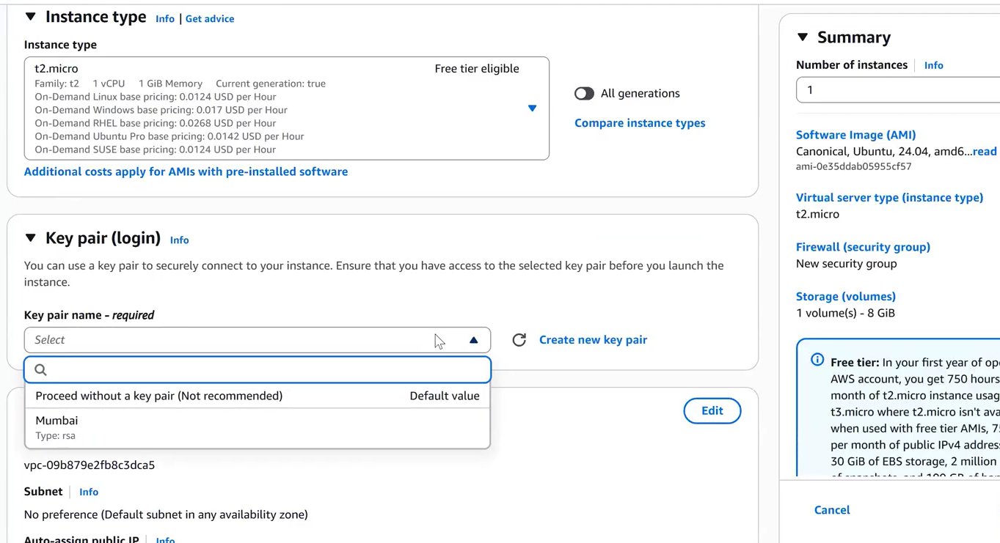 Instance type Info | Get advice
Instance type
t2.micro Free tier eligible
Family: t2 1 vCPU 1 GiB Memory Current generation: true
On-Demand Linux base pricing: 0.0124 USD per Hour
On-Demand Windows base pricing: 0.017 USD per Hour
On-Demand RHEL base pricing: 0.0268 USD per Hour
On-Demand Ubuntu Pro base pricing: 0.0142 USD per Hour
On-Demand SUSE base pricing: 0.0124 USD per Hour
All generations
Compare instance types
Additional costs apply for AMIs with pre-installed software
Key pair (login) Info
You can use a key pair to securely connect to your instance. Ensure that you have access to the selected key pair before you launch the
instance.
Key pair name - required
Select
Create new key pair
Proceed without a key pair (Not recommended) Default value
Mumbai
Type: rsa
Edit
vpc-09b879e2fb8c3dca5
Subnet Info
No preference (Default subnet in any availability zone)
Auto-assign public IP Info
Summary
Number of instances Info
1
Software Image (AMI)
Canonical, Ubuntu, 24.04, amd6...read
ami-0e35ddab05955cf57
Virtual server type (instance type)
t2.micro
Firewall (security group)
New security group
Storage (volumes)
1 volume(s) - 8 GiB
Free tier: In your first year of ope
AWS account, you get 750 hours
month of t2.micro instance usag
t3.micro where t2.micro isn't ava
when used with free tier AMIs, 75
per month of public IPv4 address
30 GiB of EBS storage, 2 million
of snapshots, and 100 GB of
Cancel